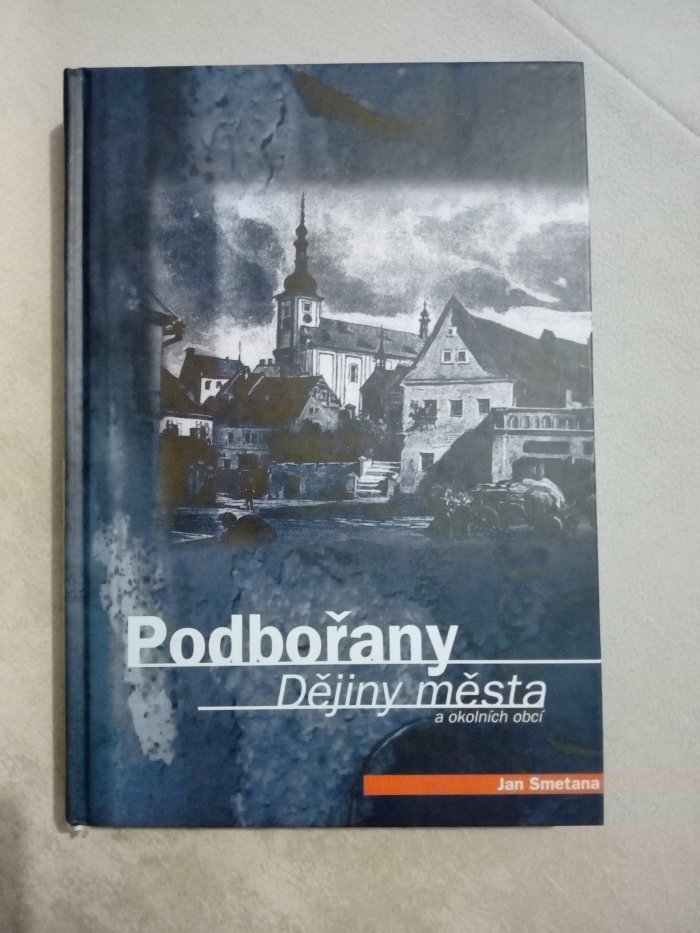 Podbořany
Dějiny města
a okolních obcí
Jan Smetana